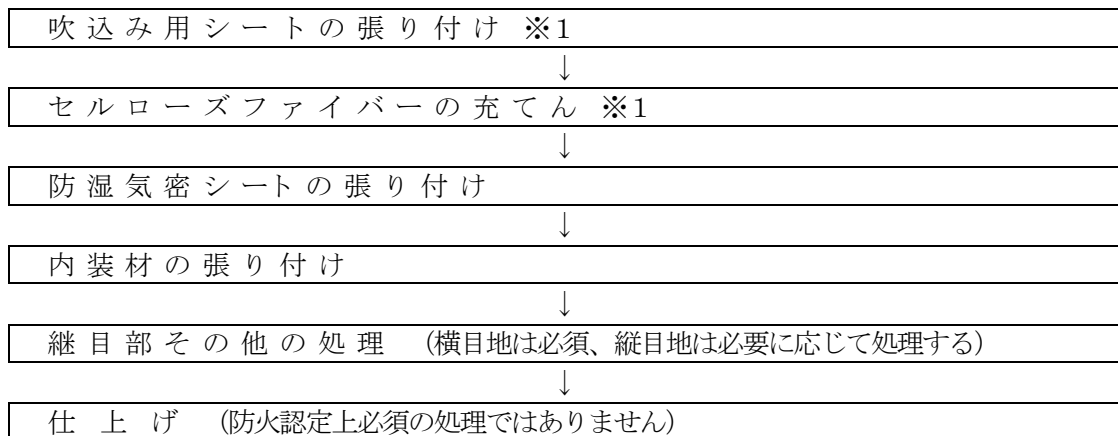 吹込み用シートの張り付け ※1
↓
セルローズファイバーの充てん ※1
↓
防湿気密シートの張り付け
↓
内装材の張り付け
↓
継目部その他の処理 (横目地は必須、縦目地は必要に応じて処理する)
↓
仕上げ (防火認定上必須の処理ではありません)